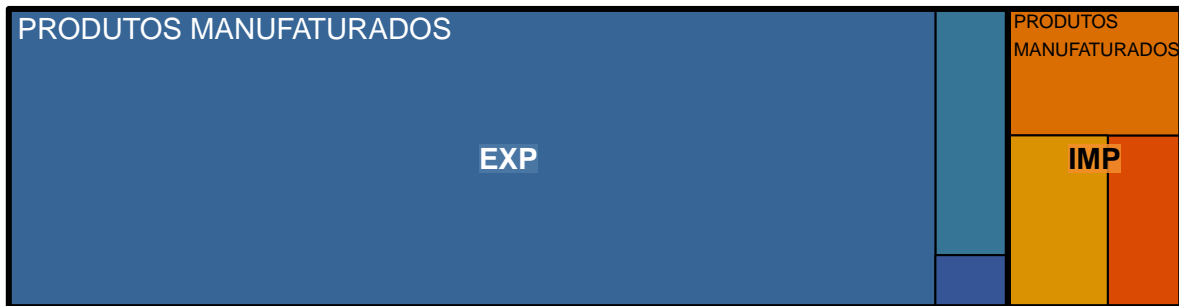 PRODUTOS MANUFATURADOS
EXP
PRODUTOS
MANUFATURADOS
IMP